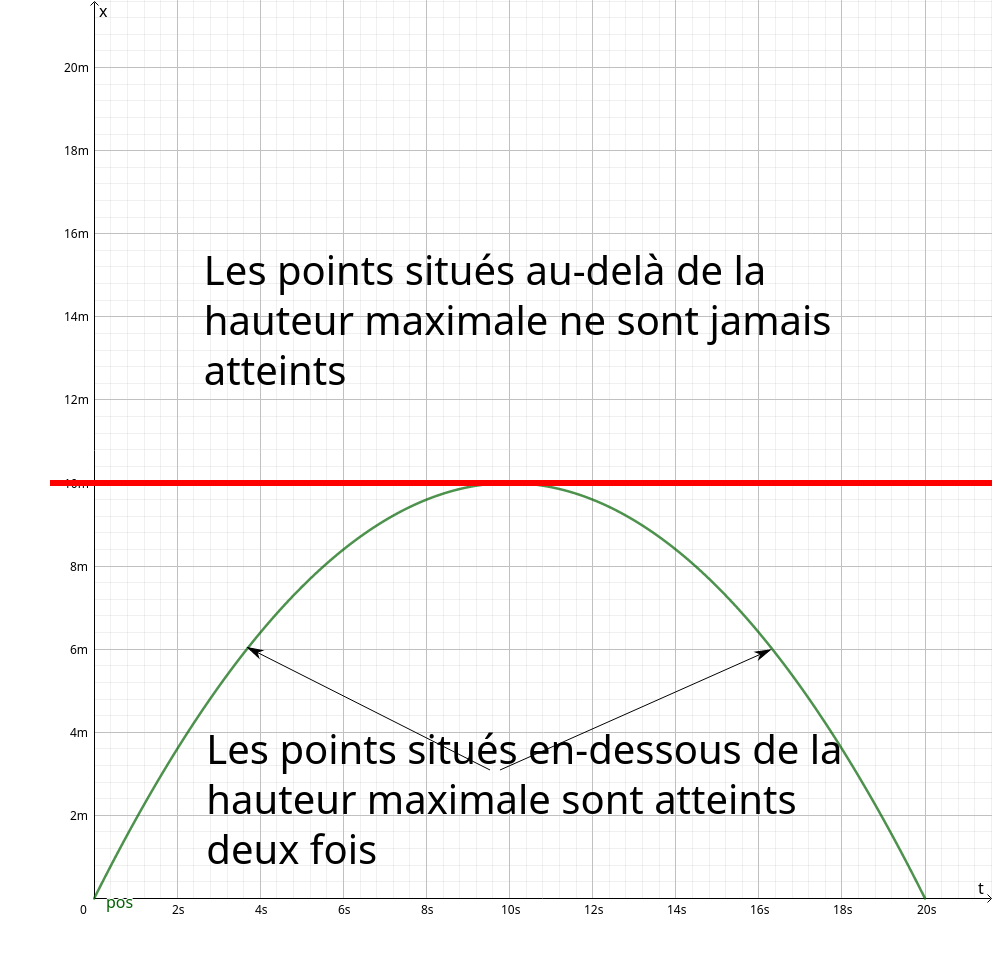 x
20m
18m
16m
Les points situés au-delà de la
14m
hauteur maximale ne sont jamais
atteints
12m
10m
8m
6m
4m
Les points situés en-dessous de la
hauteur maximale sont atteints
2m
deux fois
t
pos
0 2s 4s 6s 8s 10s 12s 14s 16s 18s 20s